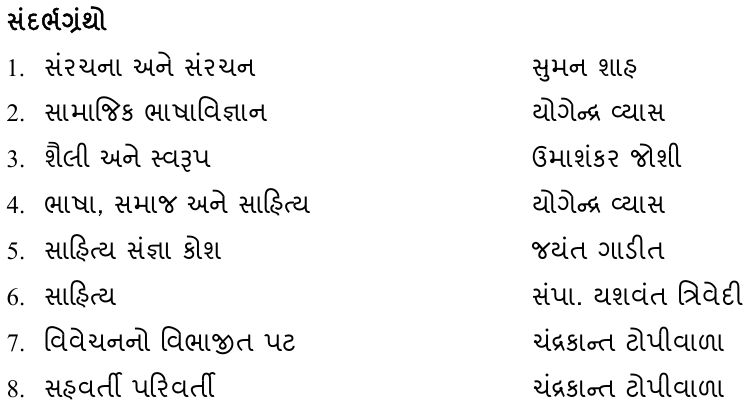 સંદર્ભગ્રંથો
1. સંરચના અને સંરચન સુમન શાહ
2. સામાજિક ભાષાવિજ્ઞાન યોગેન્દ્ર વ્યાસ
3. શૈલી અને સ્વરૂપ ઉમાશંકર જોશી
4. ભાષા, સમાજ અને સાહિત્ય યોગેન્દ્ર વ્યાસ
5. સાહિત્ય સંજ્ઞા કોશ જયંત ગાડીત
6. સાહિત્ય સંપા. યશવંત ત્રિવેદી
7. વિવેચનનો વિભાજીત પટ ચંદ્રકાન્ત ટોપીવાળા
8. સહવર્તી પરિવર્તી ચંદ્રકાન્ત ટોપીવાળા